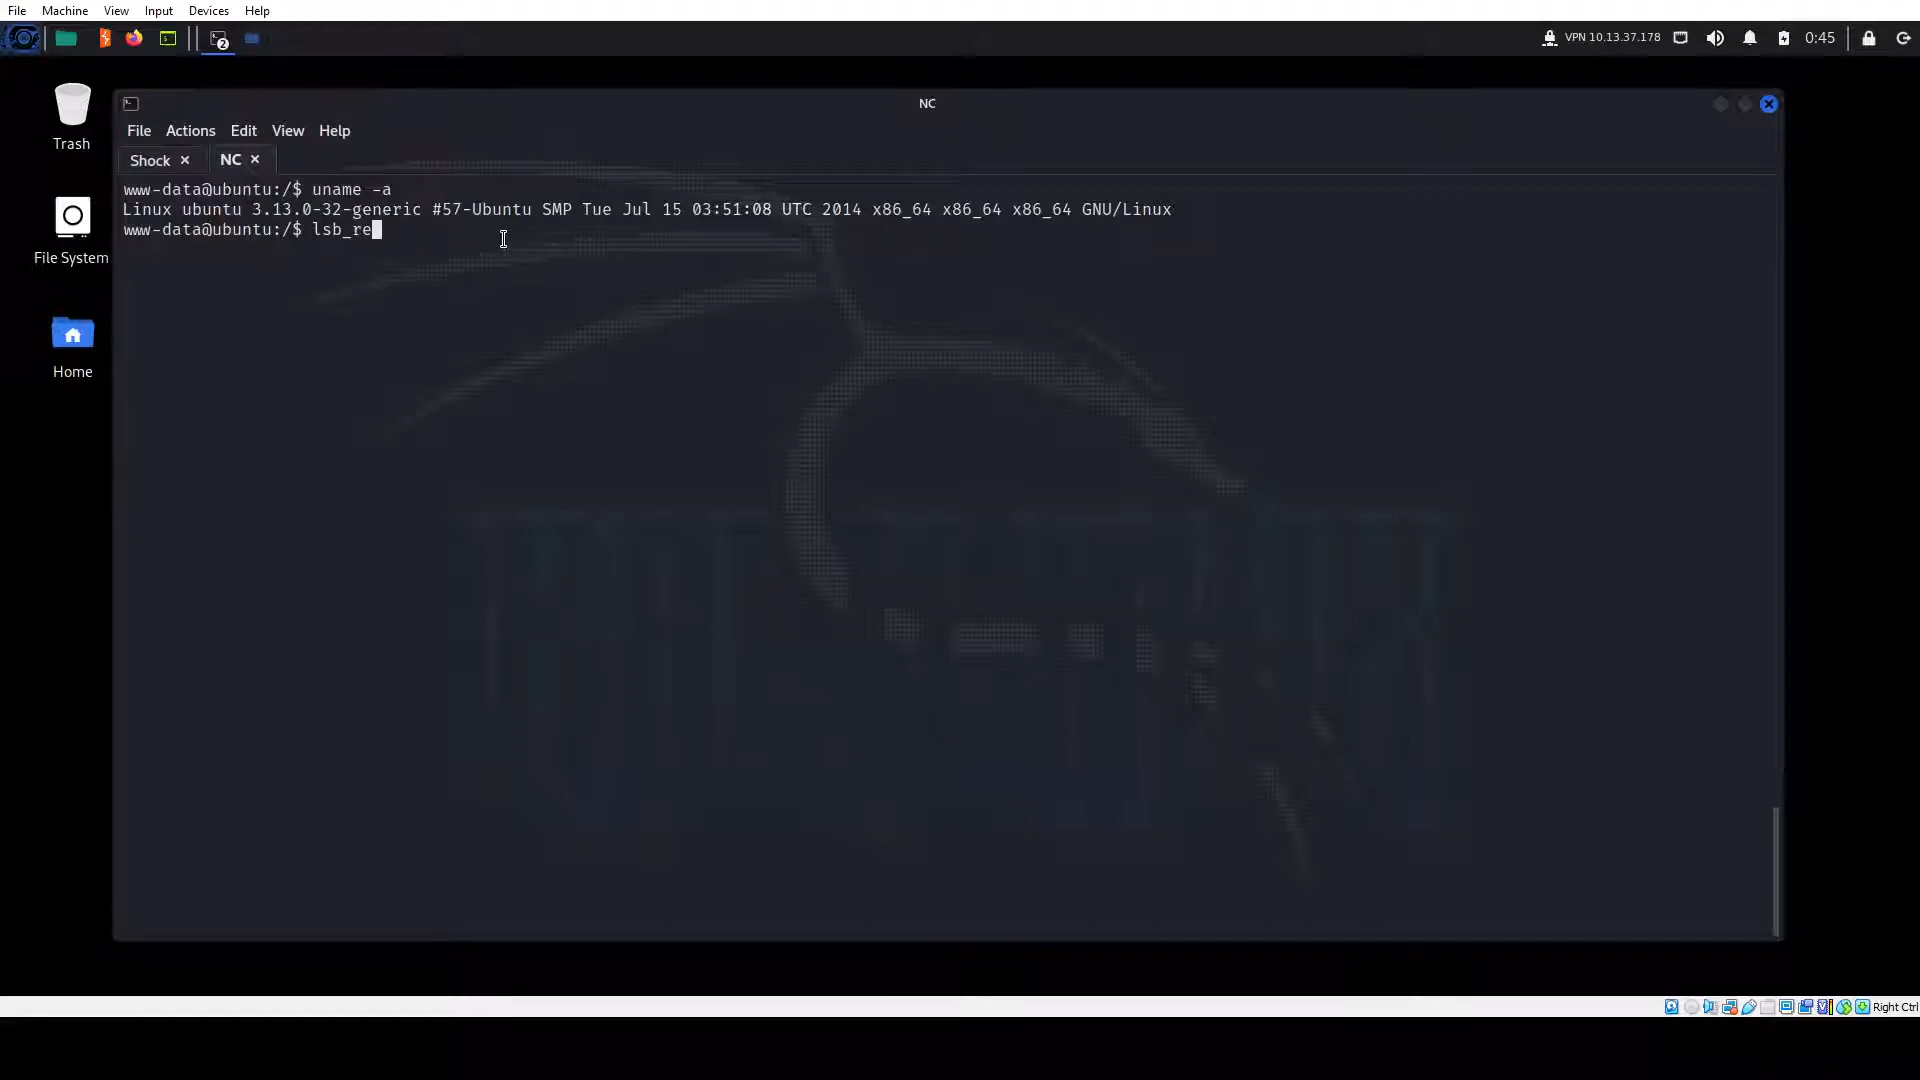 File Machine View Input Devices Help
2 VPN 10.13.37.178 0:45
NC
File Actions Edit View Help
Shock NC
www-data@ubuntu:/$ uname -a
Linux ubuntu 3.13.0-32-generic #57-Ubuntu SMP Tue Jul 15 03:51:08 UTC 2014 x86_64 x86_64 x86_64 GNU/Linux
www-data@ubuntu:/$ lsb_re
Trash
File System
Home
Right Ctrl